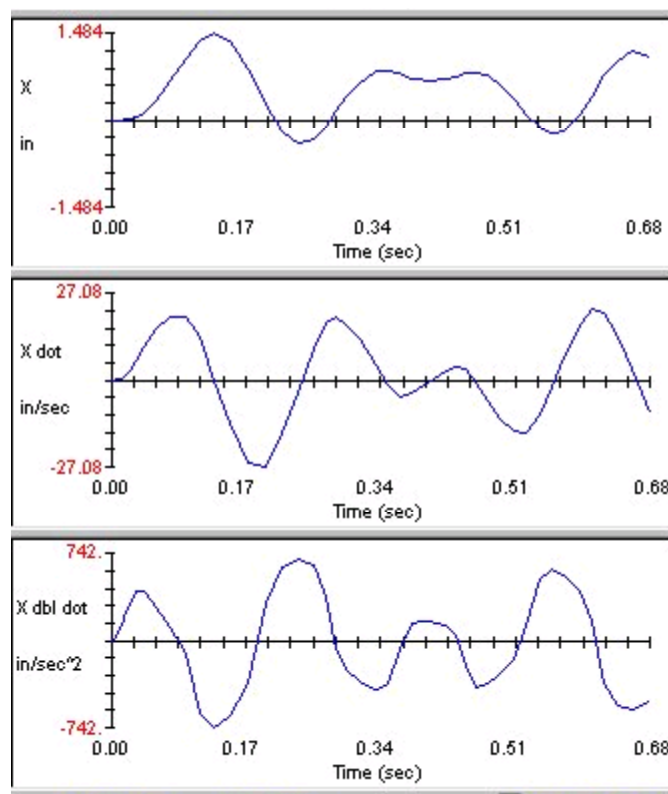 1.484
X
in
-1.484
0.00 0.17 0.34 0.51 0.68
Time (sec)
27.08
X dot
in/sec
-27.08
0.00 0.17 0.34 0.51 0.68
Time (sec)
742.
X dbl dot
in/sec^2
-742.
0.00 0.17 0.34 0.51 0.68
Time (sec)